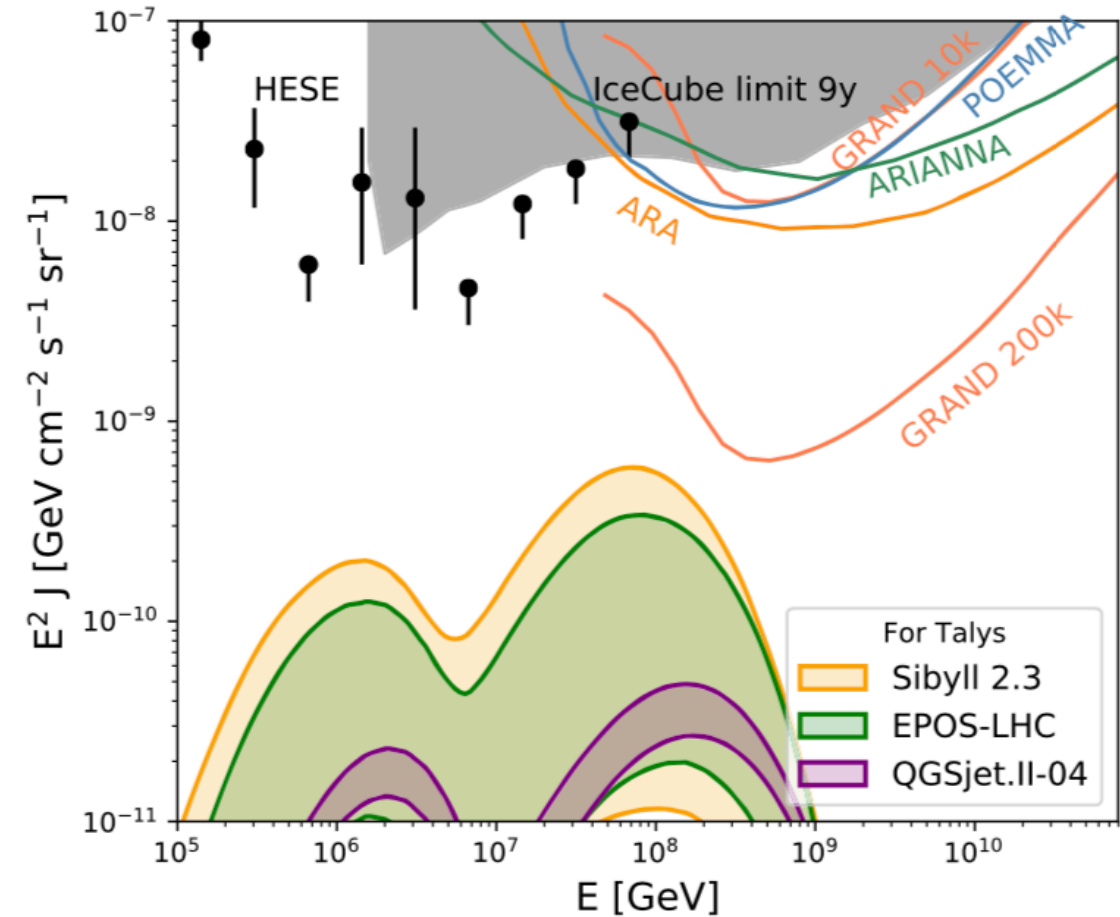 10⁻⁷
10⁻⁸
10⁻⁹
10⁻¹⁰
10⁻¹¹
E² J [GeV cm⁻² s⁻¹ sr⁻¹]
HESE
IceCube limit 9y
GRAND 10k
POEMMA
ARIANNA
ARA
GRAND 200k
For Talys
Sibyll 2.3
EPOS-LHC
QGSjet.II-04
10⁵ 10⁶ 10⁷ 10⁸ 10⁹ 10¹⁰
E [GeV]